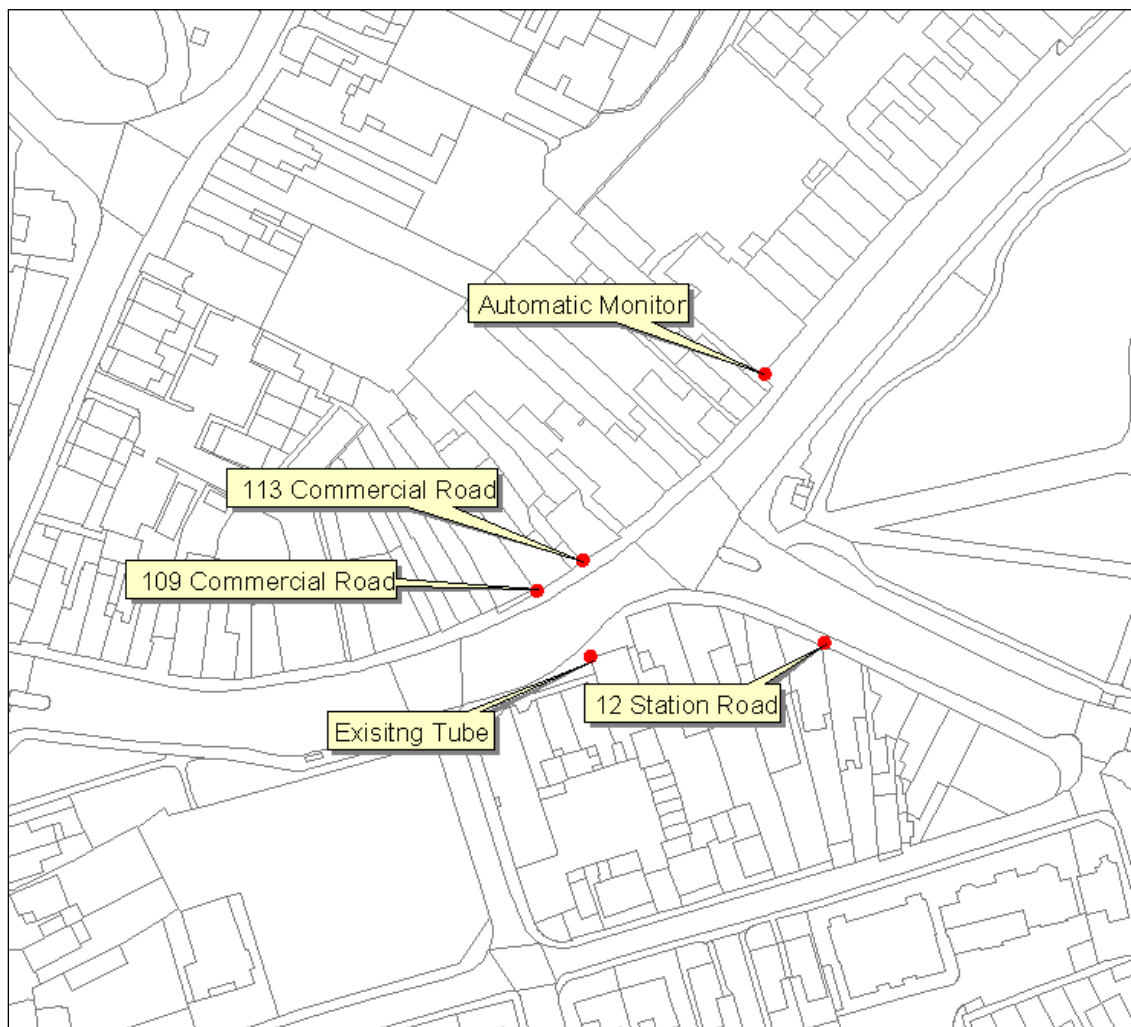 Automatic Monitor
113 Commercial Road
109 Commercial Road
12 Station Road
Exisitng Tube